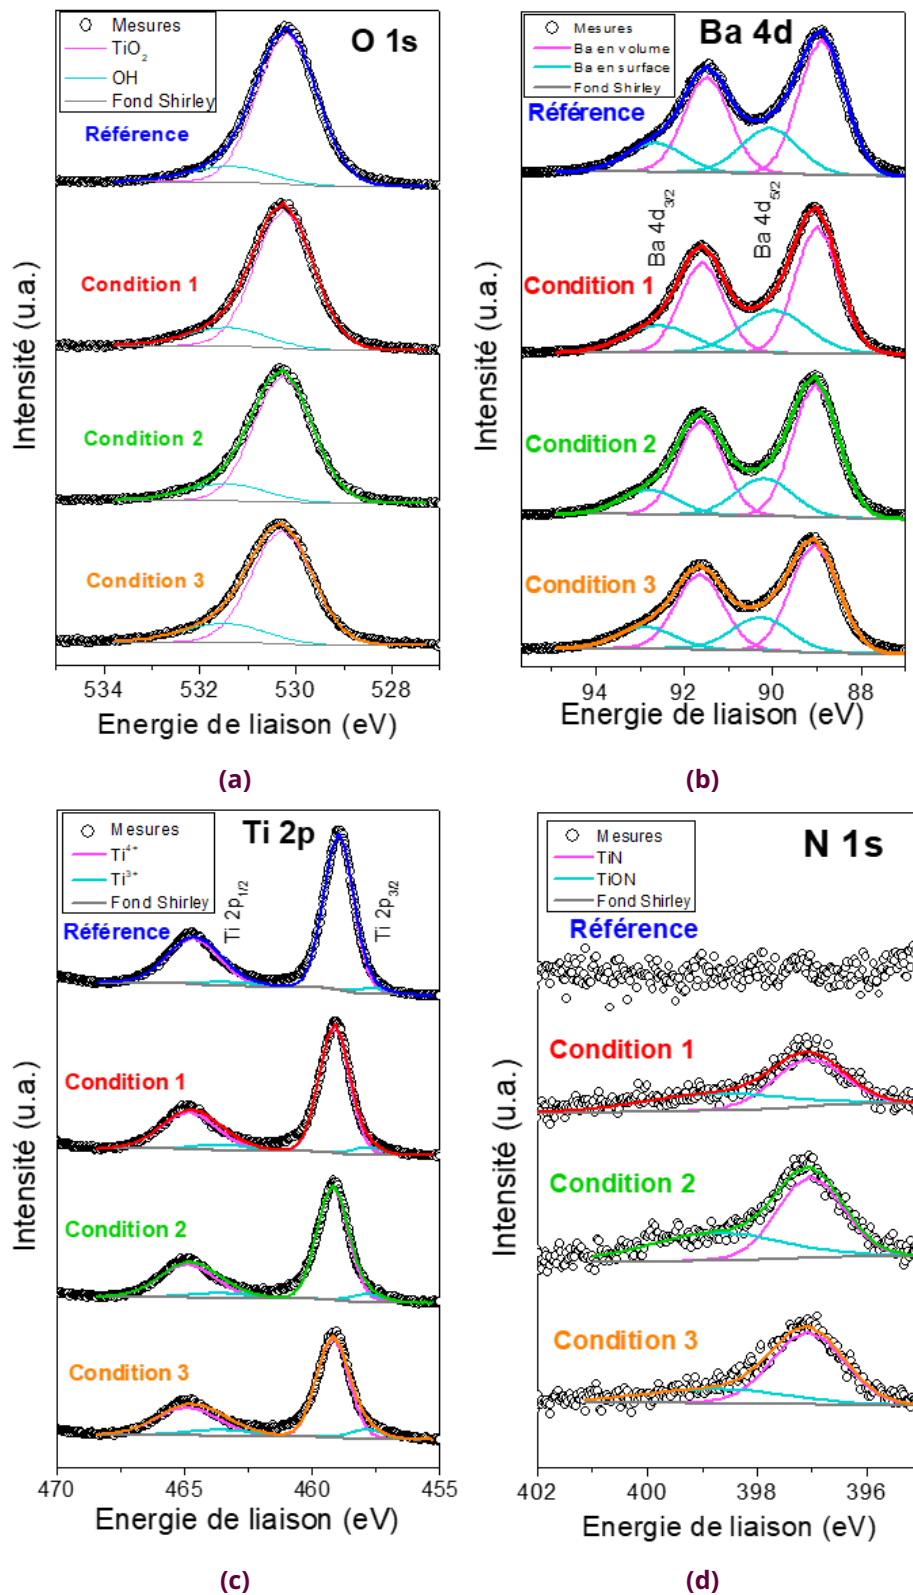 O 1s
Mesures
TiO2
OH
Fond Shirley
Référence
Condition 1
Condition 2
Condition 3
Intensité (u.a.)
534 532 530 528
Energie de liaison (eV)
(a)
Ba 4d
Mesures
Ba en volume
Ba en surface
Fond Shirley
Référence
Ba 4d3/2
Ba 4d5/2
Condition 1
Condition 2
Condition 3
Intensité (u.a.)
94 92 90 88
Energie de liaison (eV)
(b)
Ti 2p
Mesures
Ti4+
Ti3+
Fond Shirley
Référence
Ti 2p1/2
Ti 2p3/2
Condition 1
Condition 2
Condition 3
Intensité (u.a.)
470 465 460 455
Energie de liaison (eV)
(c)
N 1s
Mesures
TiN
TiON
Fond Shirley
Référence
Condition 1
Condition 2
Condition 3
Intensité (u.a.)
402 400 398 396
Energie de liaison (eV)
(d)